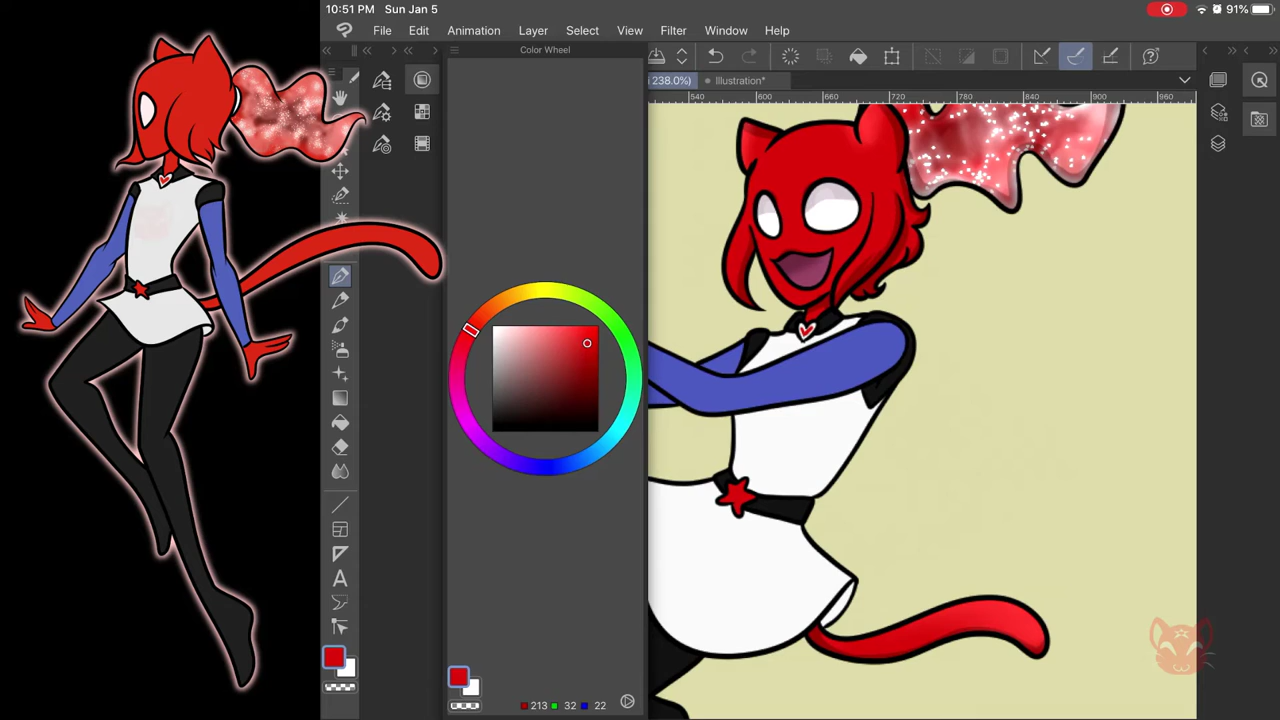 10:51 PM Sun Jan 5
91%
File Edit Animation Layer Select View Filter Window Help
Color Wheel
238.0%) Illustration*
540 600 660 720 780 840 900 960
213 32 22